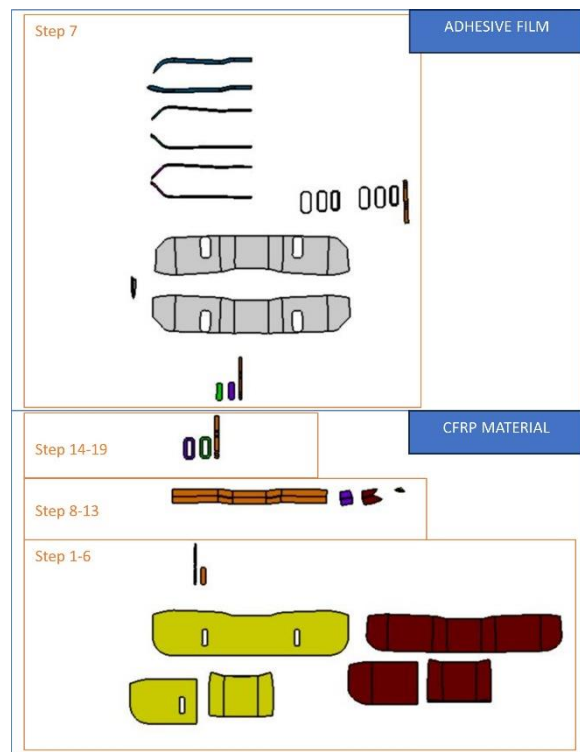 Step 7
ADHESIVE FILM
Step 14-19
CFRP MATERIAL
Step 8-13
Step 1-6